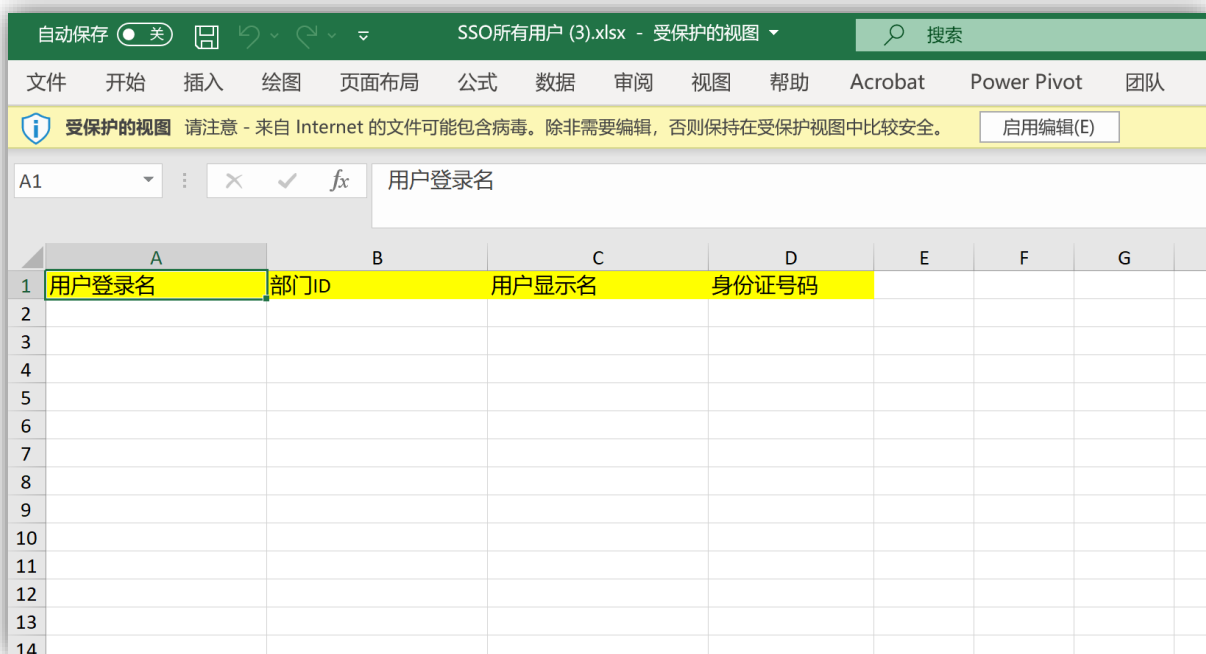 自动保存 关 SSO所有用户 (3).xlsx - 受保护的视图 搜索
文件 开始 插入 绘图 页面布局 公式 数据 审阅 视图 帮助 Acrobat Power Pivot 团队
受保护的视图 请注意 - 来自 Internet 的文件可能包含病毒。除非需要编辑，否则保持在受保护视图中比较安全。 启用编辑(E)
A1 fx 用户登录名
A B C D E F G
1 用户登录名 部门ID 用户显示名 身份证号码
2
3
4
5
6
7
8
9
10
11
12
13
14